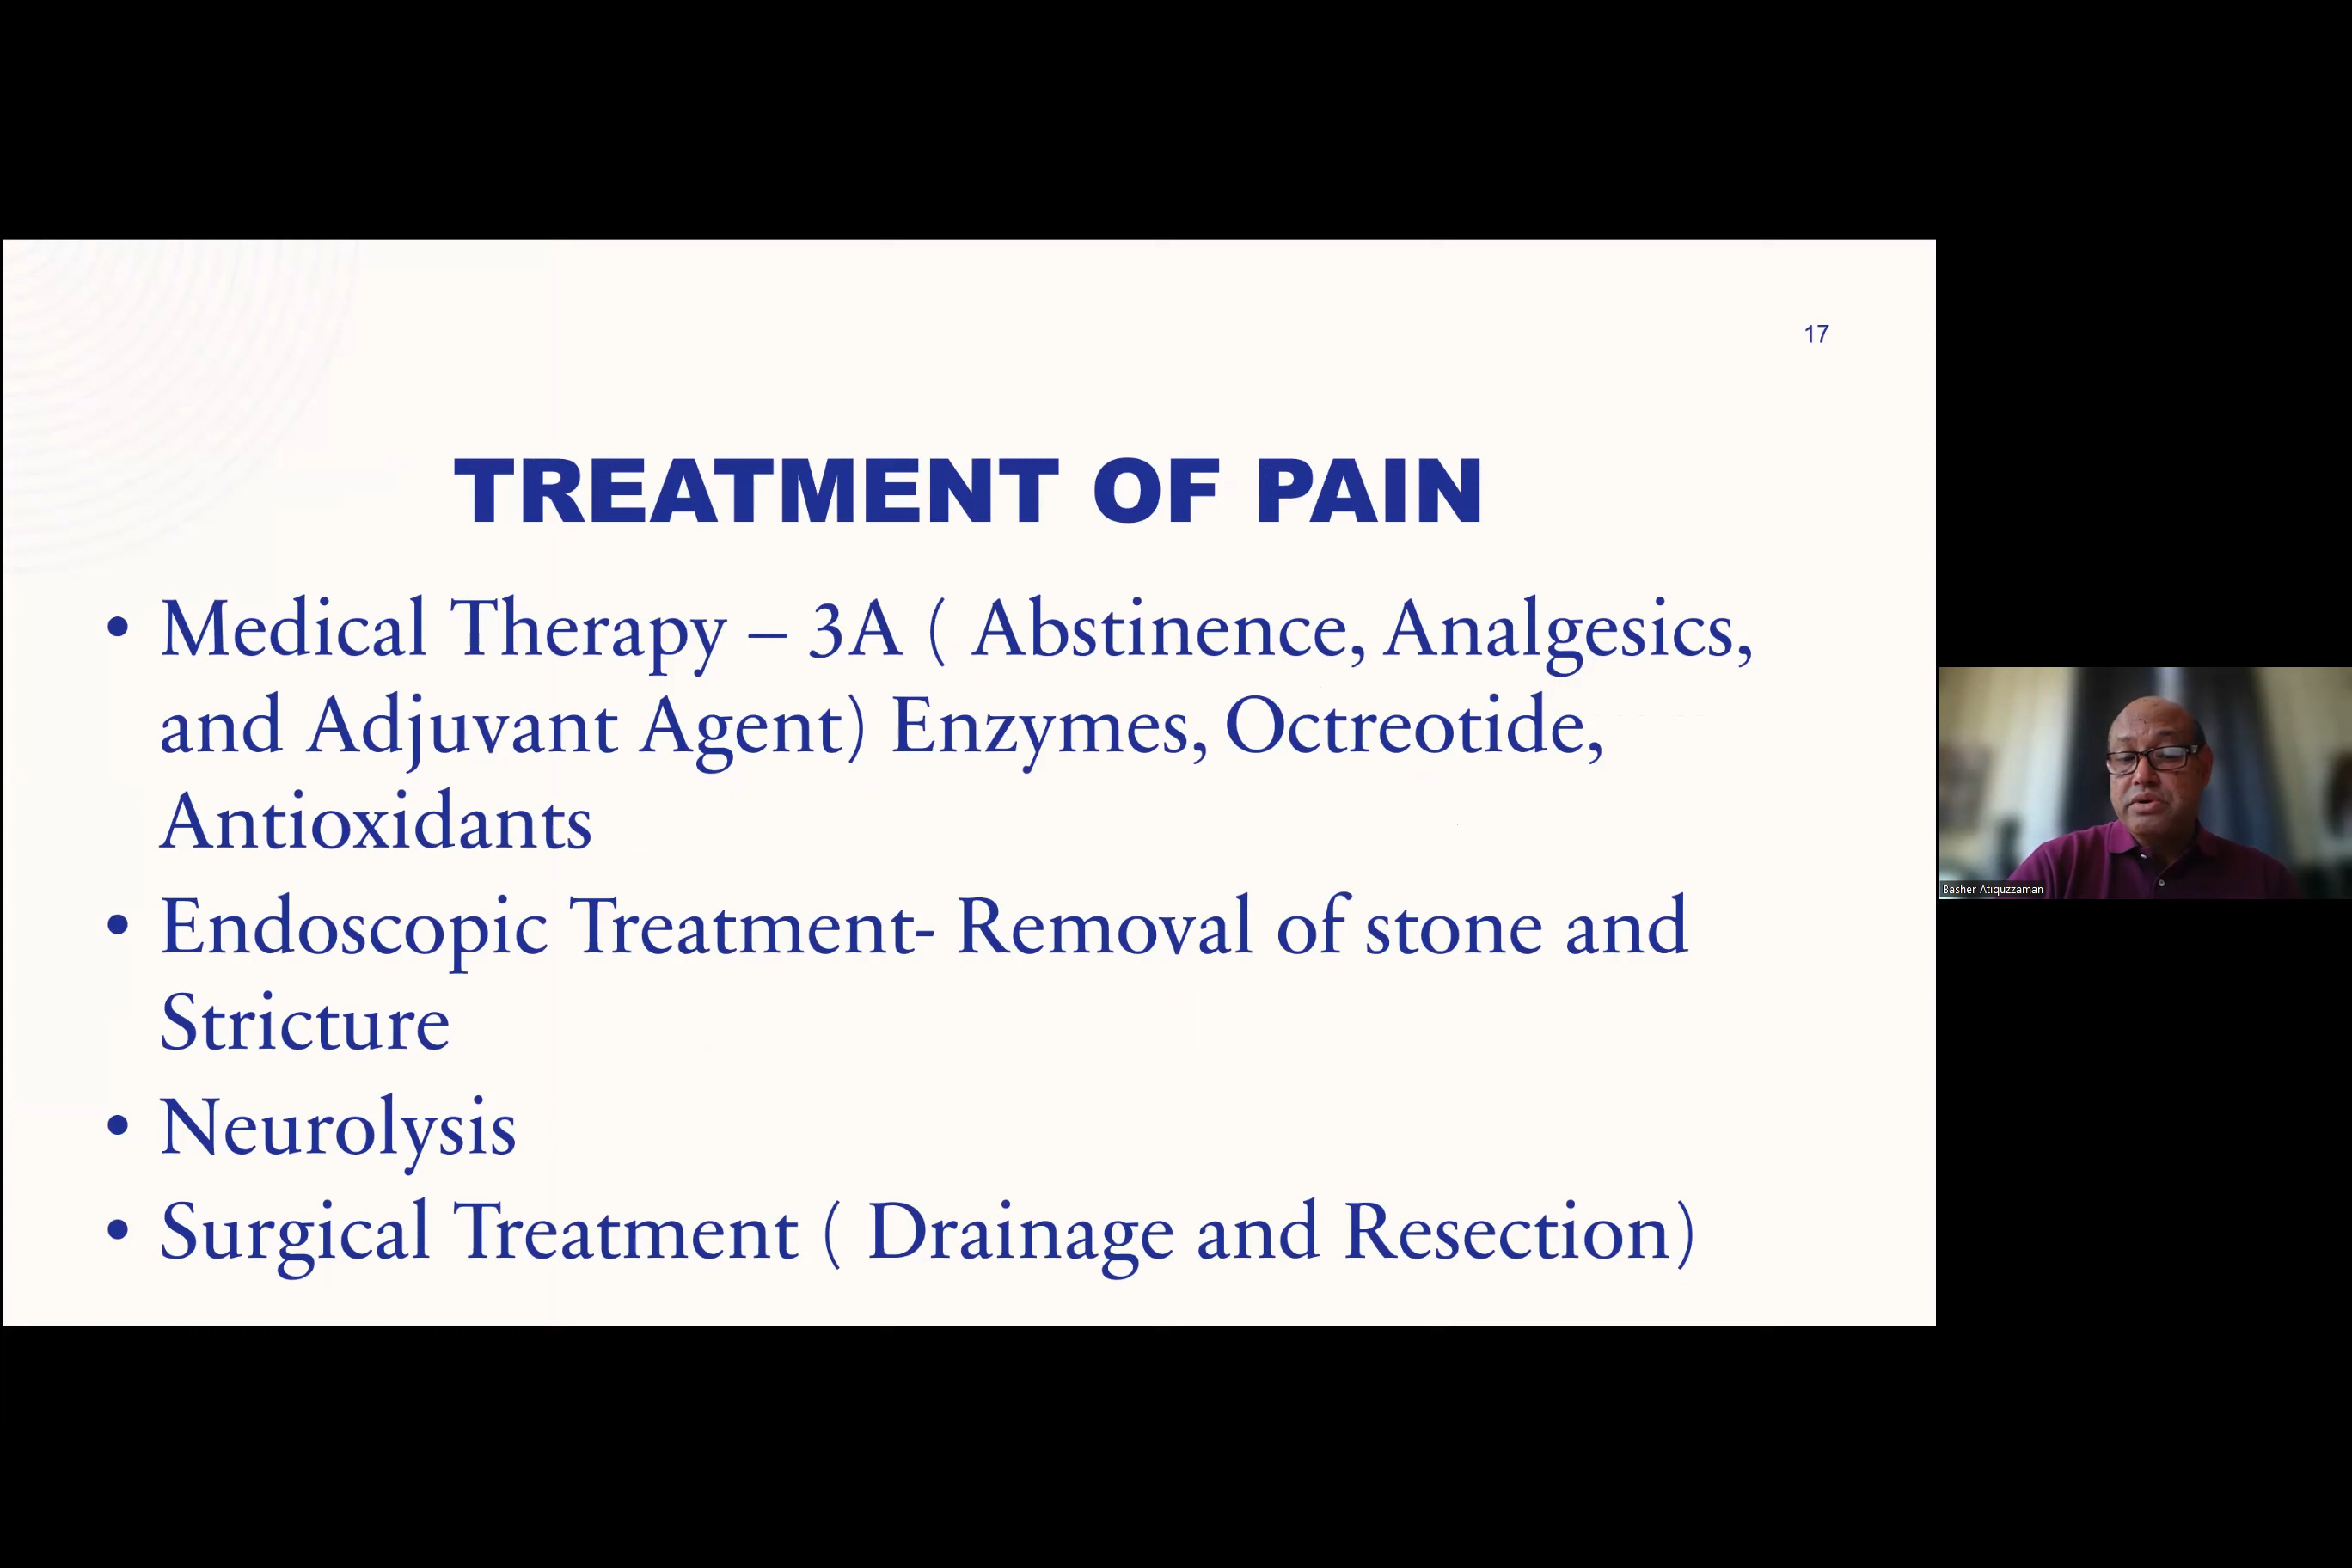 17
TREATMENT OF PAIN
• Medical Therapy – 3A ( Abstinence, Analgesics,
and Adjuvant Agent) Enzymes, Octreotide,
Antioxidants
• Endoscopic Treatment- Removal of stone and
Stricture
• Neurolysis
• Surgical Treatment ( Drainage and Resection)
Basher Atiquzzaman